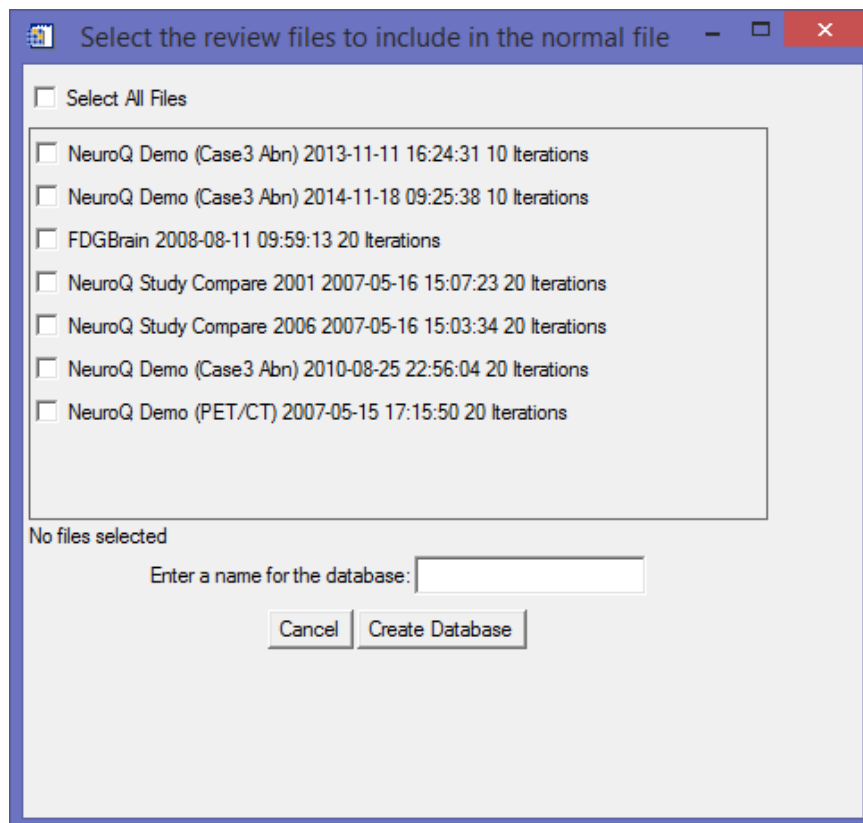 Select the review files to include in the normal file
Select All Files
NeuroQ Demo (Case3 Abn) 2013-11-11 16:24:31 10 Iterations
NeuroQ Demo (Case3 Abn) 2014-11-18 09:25:38 10 Iterations
FDGBrain 2008-08-11 09:59:13 20 Iterations
NeuroQ Study Compare 2001 2007-05-16 15:07:23 20 Iterations
NeuroQ Study Compare 2006 2007-05-16 15:03:34 20 Iterations
NeuroQ Demo (Case3 Abn) 2010-08-25 22:56:04 20 Iterations
NeuroQ Demo (PET/CT) 2007-05-15 17:15:50 20 Iterations
No files selected
Enter a name for the database:
Cancel Create Database